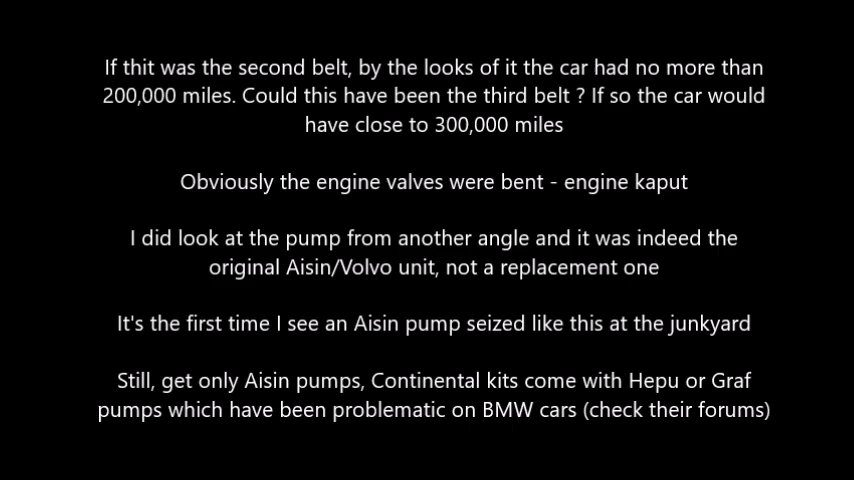 If thit was the second belt, by the looks of it the car had no more than
200,000 miles. Could this have been the third belt ? If so the car would
have close to 300,000 miles
Obviously the engine valves were bent - engine kaput
I did look at the pump from another angle and it was indeed the
original Aisin/Volvo unit, not a replacement one
It's the first time I see an Aisin pump seized like this at the junkyard
Still, get only Aisin pumps, Continental kits come with Hepu or Graf
pumps which have been problematic on BMW cars (check their forums)